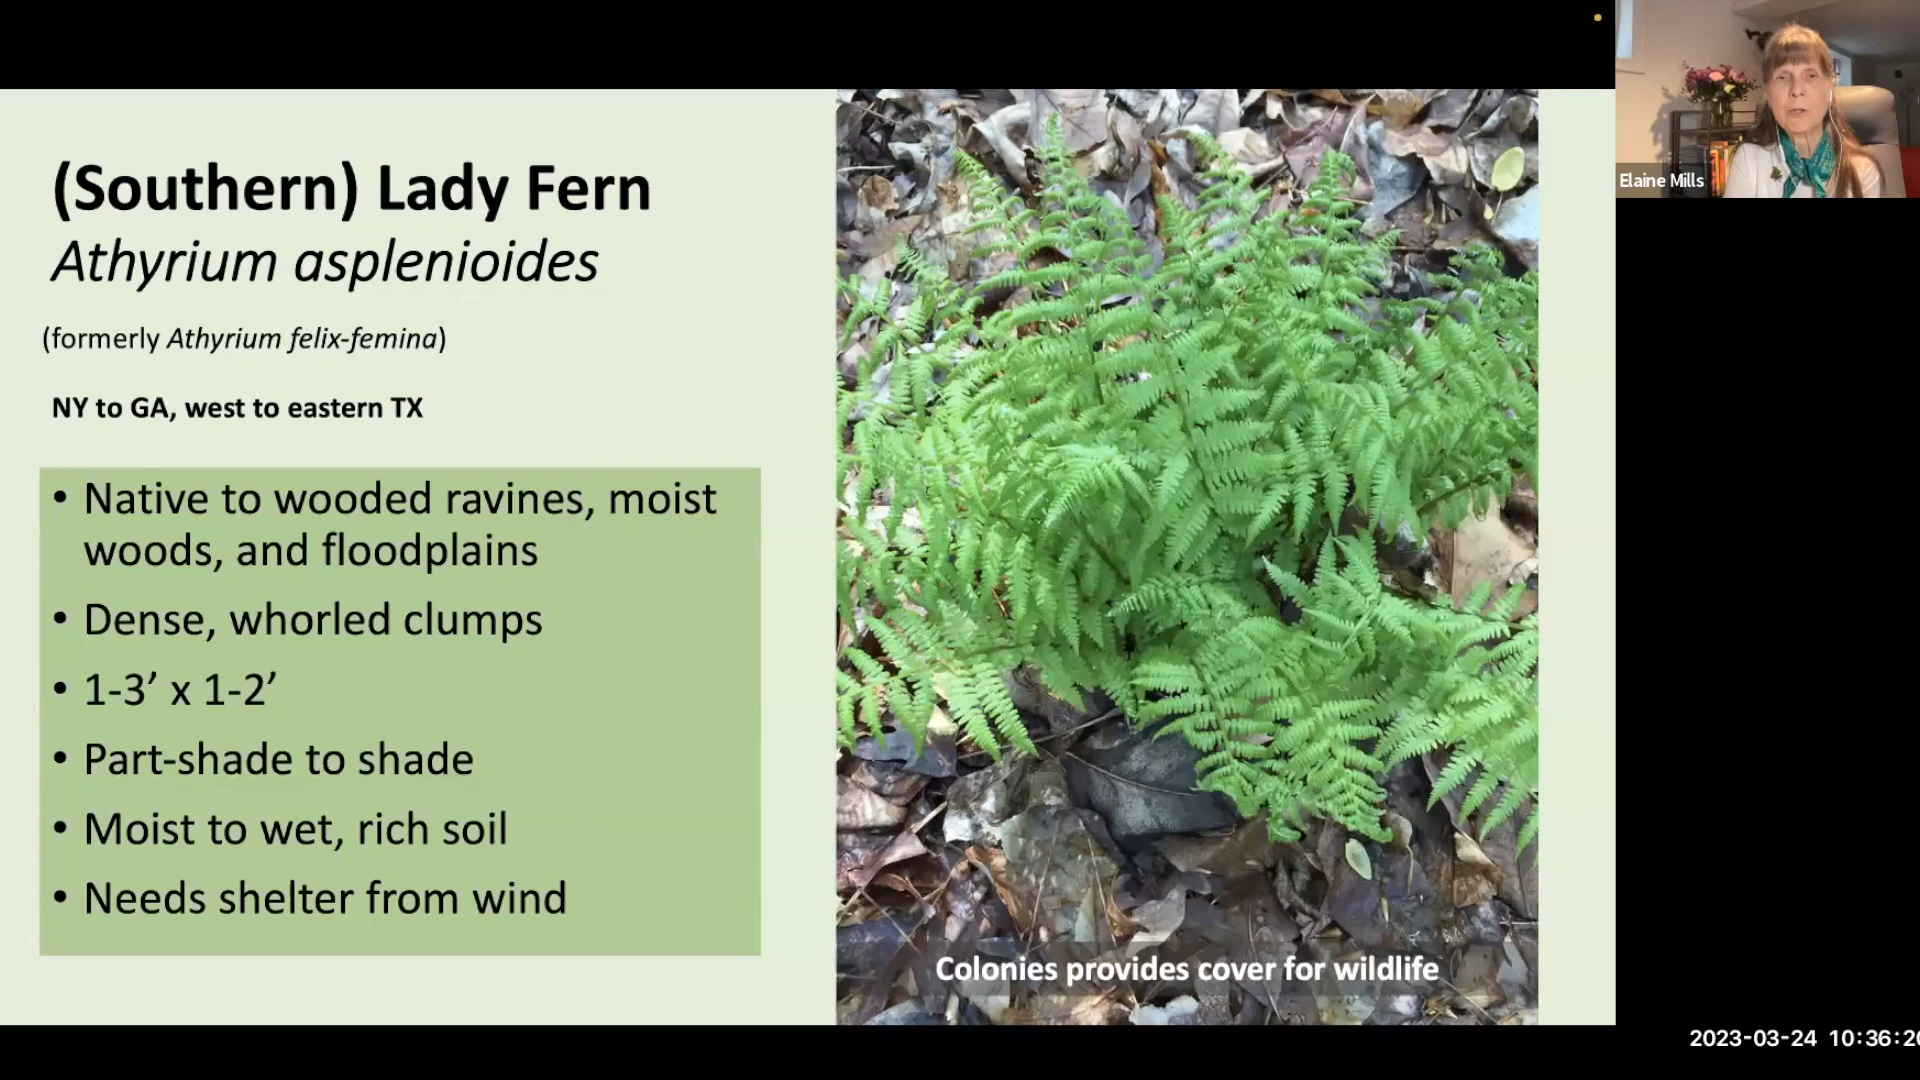 (Southern) Lady Fern
Athyrium asplenioides
(formerly Athyrium felix-femina)
NY to GA, west to eastern TX
• Native to wooded ravines, moist
woods, and floodplains
• Dense, whorled clumps
• 1-3’ x 1-2’
• Part-shade to shade
• Moist to wet, rich soil
• Needs shelter from wind
Colonies provides cover for wildlife
Elaine Mills
2023-03-24 10:36:20